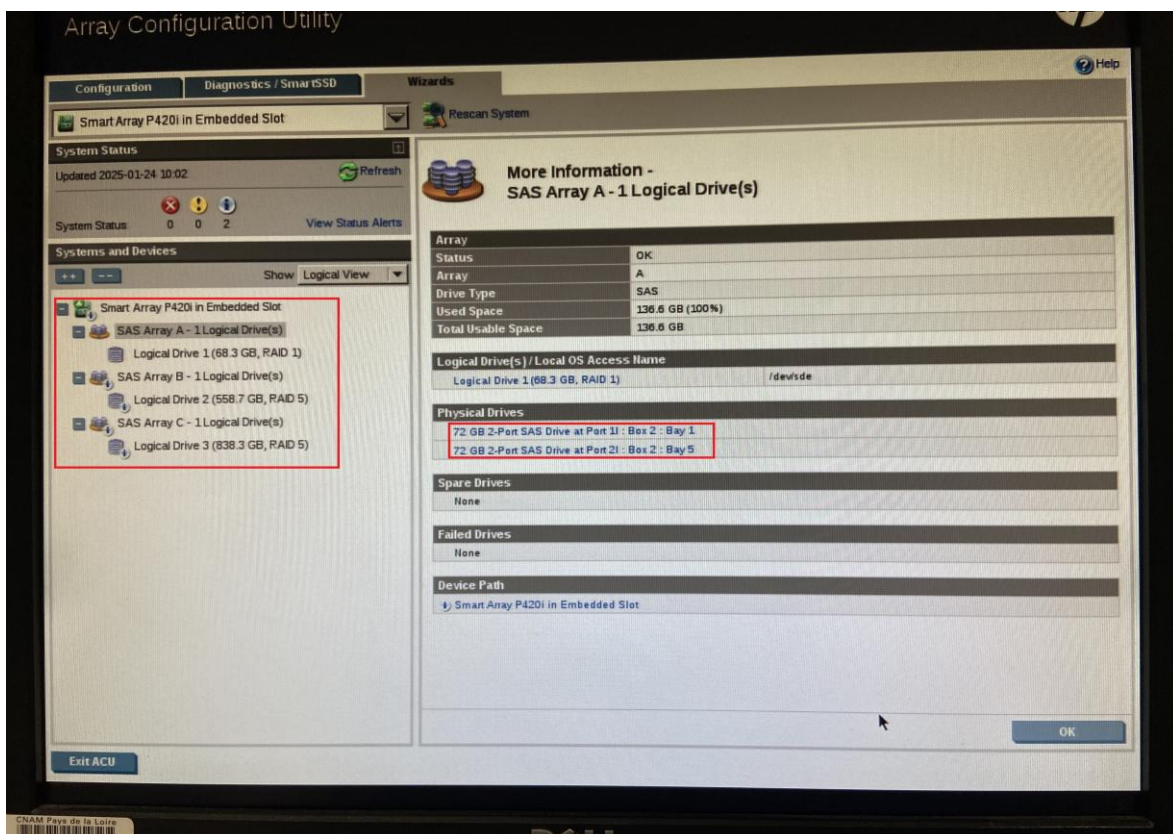 Array Configuration Utility
Help
Configuration
Diagnostics / SmartSSD
Wizards
Smart Array P420i in Embedded Slot
Rescan System
System Status
Updated 2025-01-24 10:02
Refresh
System Status 0 0 2 View Status Alerts
Systems and Devices
Show Logical View
Smart Array P420i in Embedded Slot
SAS Array A - 1 Logical Drive(s)
Logical Drive 1 (68.3 GB, RAID 1)
SAS Array B - 1 Logical Drive(s)
Logical Drive 2 (558.7 GB, RAID 5)
SAS Array C - 1 Logical Drive(s)
Logical Drive 3 (838.3 GB, RAID 5)
More Information -
SAS Array A - 1 Logical Drive(s)
Array
Status OK
Array A
Drive Type SAS
Used Space 136.6 GB (100%)
Total Usable Space 136.6 GB
Logical Drive(s) / Local OS Access Name
Logical Drive 1 (68.3 GB, RAID 1) /dev/sde
Physical Drives
72 GB 2-Port SAS Drive at Port 1I : Box 2 : Bay 1
72 GB 2-Port SAS Drive at Port 2I : Box 2 : Bay 5
Spare Drives
None
Failed Drives
None
Device Path
Smart Array P420i in Embedded Slot
OK
Exit ACU
CNAM Pays de la Loire